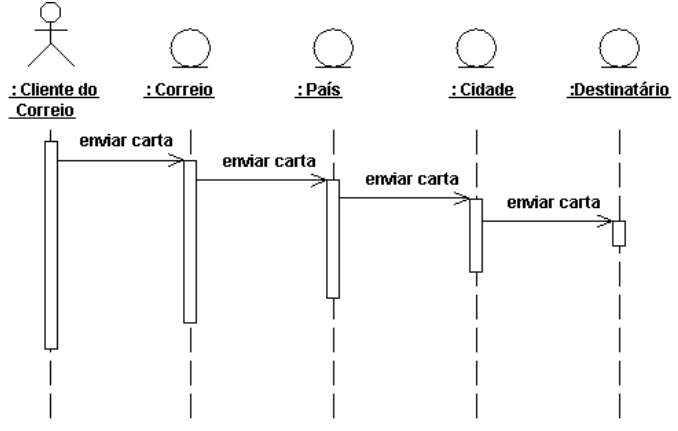 : Cliente do
Correio
: Correio
: País
: Cidade
:Destinatário
enviar carta
enviar carta
enviar carta
enviar carta